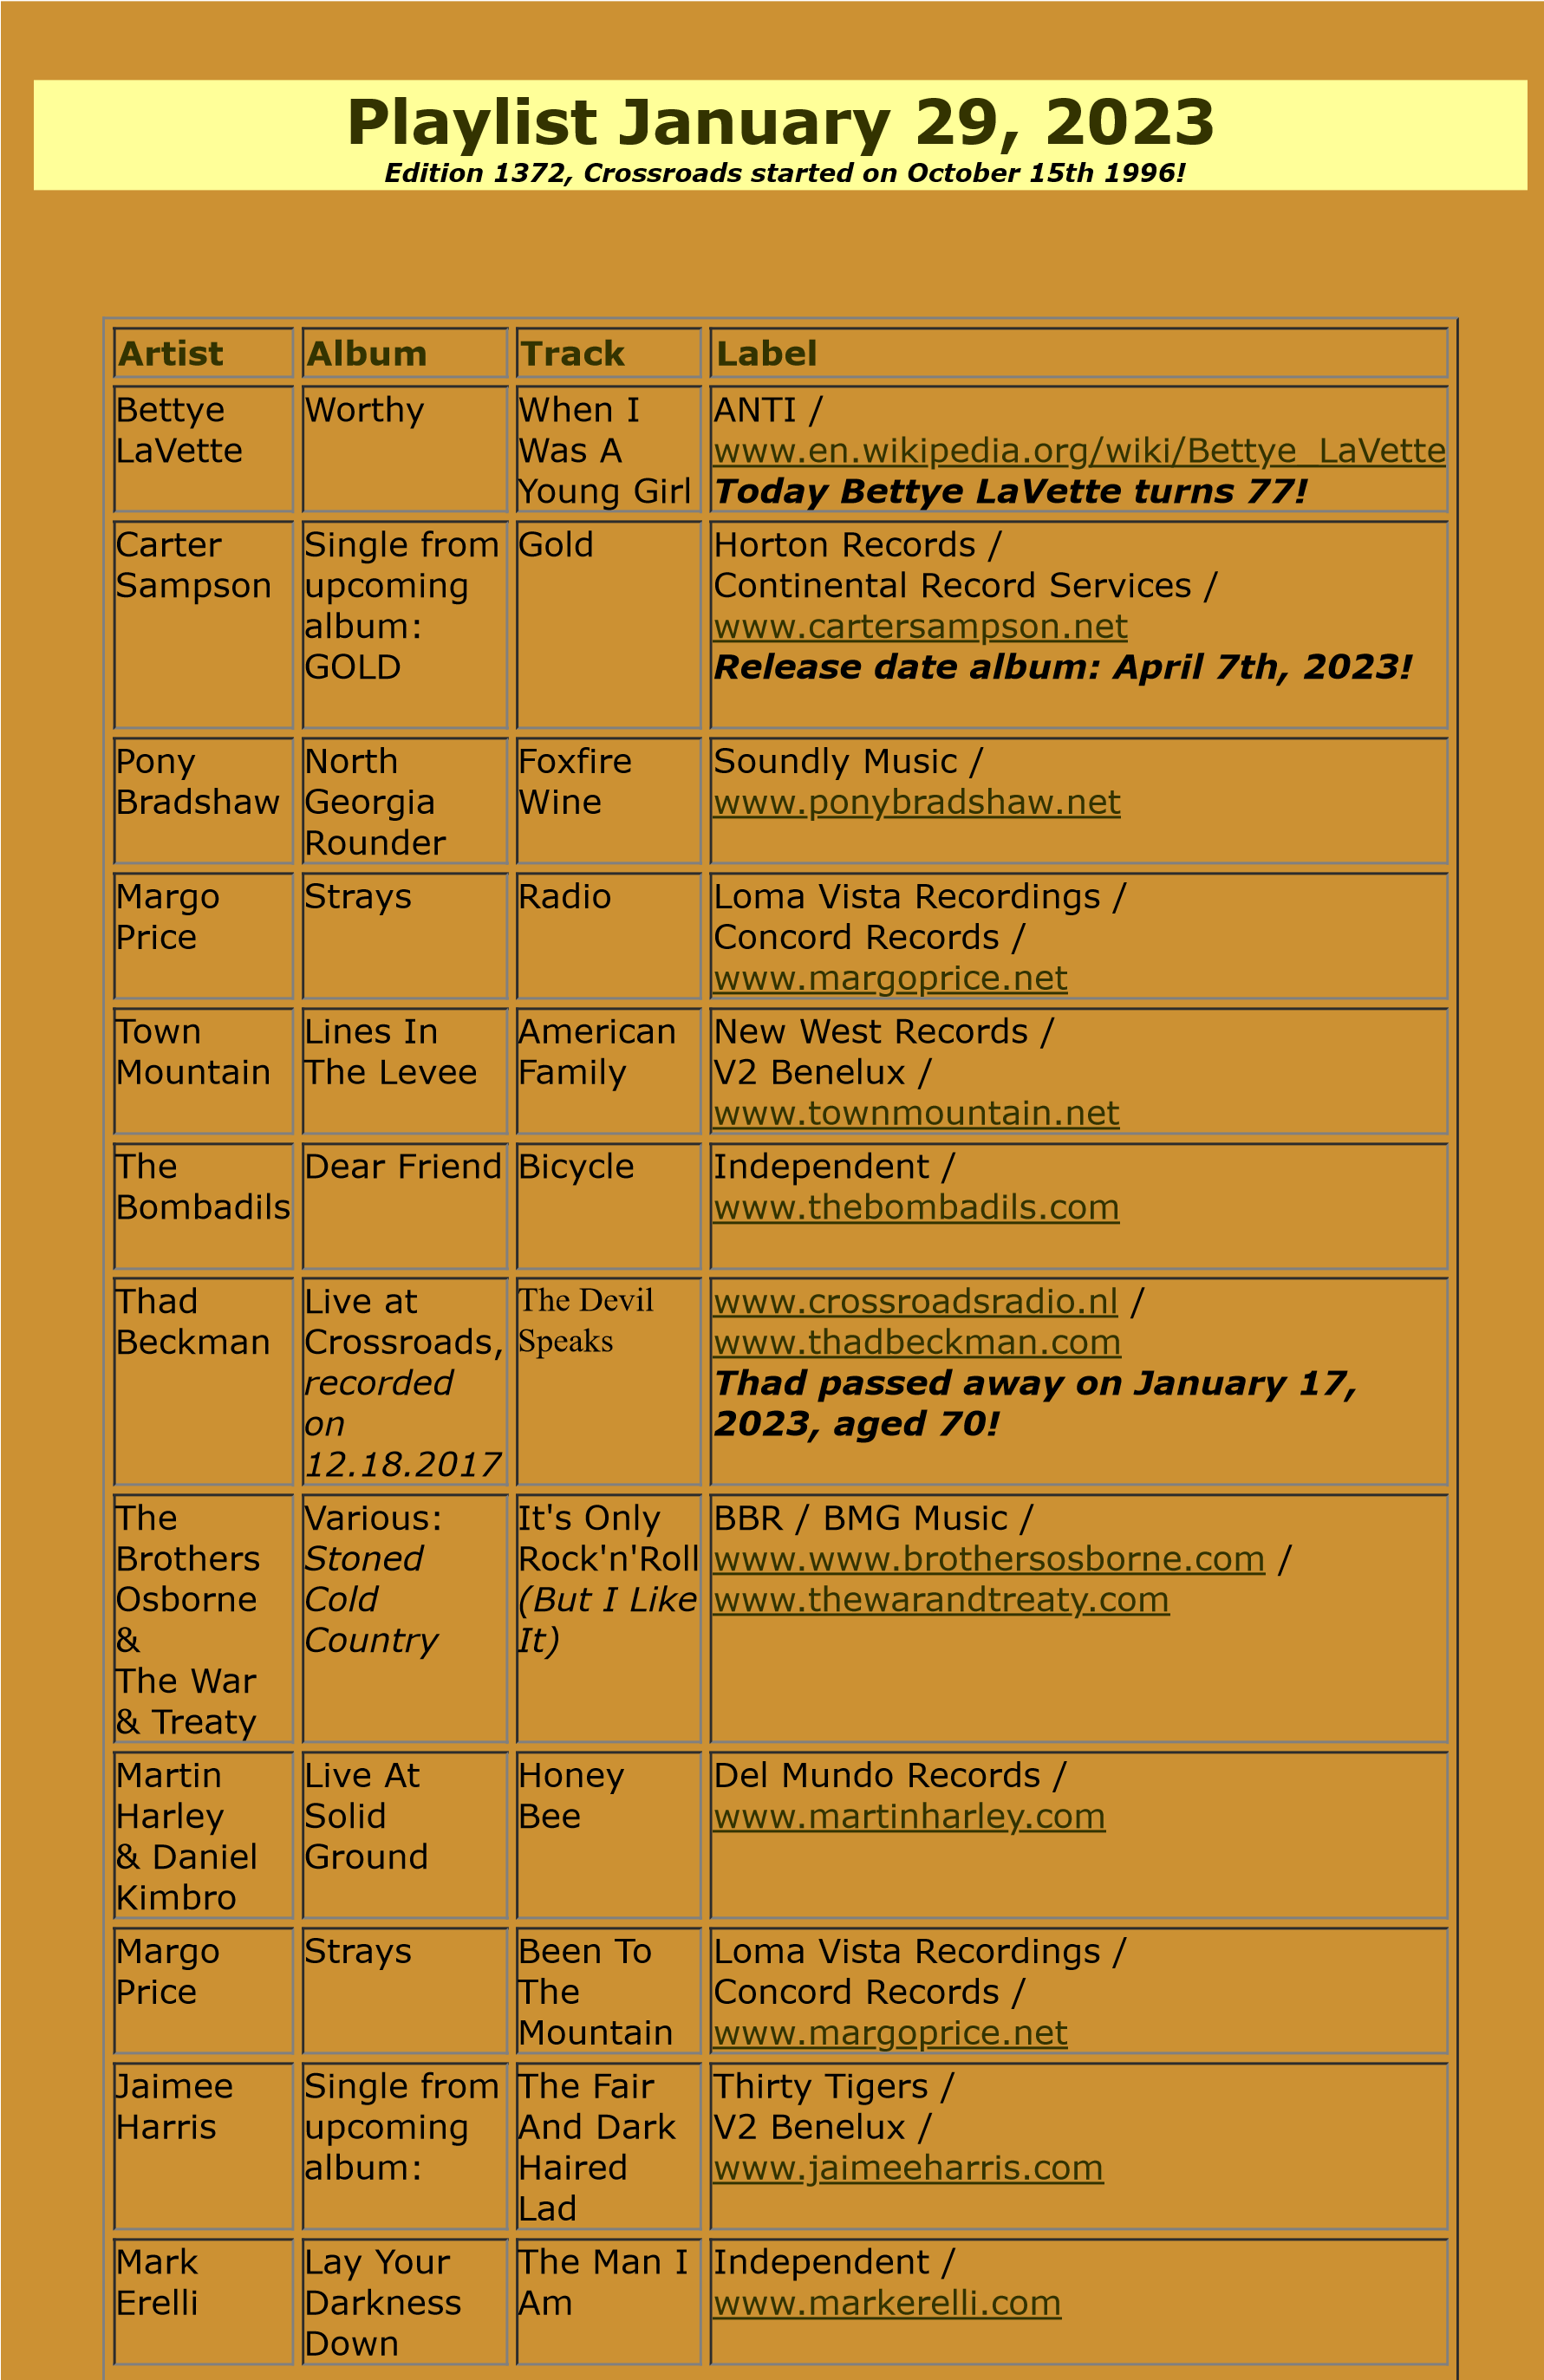 Playlist January 29, 2023
Edition 1372, Crossroads started on October 15th 1996!
Artist
Album
Track
Label
Bettye
LaVette
Worthy
When I
Was A
Young Girl
ANTI /
www.en.wikipedia.org/wiki/Bettye_LaVette
Today Bettye LaVette turns 77!
Carter
Sampson
Single from
upcoming
album:
GOLD
Gold
Horton Records /
Continental Record Services /
www.cartersampson.net
Release date album: April 7th, 2023!
Pony
Bradshaw
North
Georgia
Rounder
Foxfire
Wine
Soundly Music /
www.ponybradshaw.net
Margo
Price
Strays
Radio
Loma Vista Recordings /
Concord Records /
www.margoprice.net
Town
Mountain
Lines In
The Levee
American
Family
New West Records /
V2 Benelux /
www.townmountain.net
The
Bombadils
Dear Friend
Bicycle
Independent /
www.thebombadils.com
Thad
Beckman
Live at
Crossroads,
recorded
on
12.18.2017
The Devil
Speaks
www.crossroadsradio.nl /
www.thadbeckman.com
Thad passed away on January 17,
2023, aged 70!
The
Brothers
Osborne
&
The War
& Treaty
Various:
Stoned
Cold
Country
It's Only
Rock'n'Roll
(But I Like
It)
BBR / BMG Music /
www.www.brothersosborne.com /
www.thewarandtreaty.com
Martin
Harley
& Daniel
Kimbro
Live At
Solid
Ground
Honey
Bee
Del Mundo Records /
www.martinharley.com
Margo
Price
Strays
Been To
The
Mountain
Loma Vista Recordings /
Concord Records /
www.margoprice.net
Jaimee
Harris
Single from
upcoming
album:
The Fair
And Dark
Haired
Lad
Thirty Tigers /
V2 Benelux /
www.jaimeeharris.com
Mark
Erelli
Lay Your
Darkness
Down
The Man I
Am
Independent /
www.markerelli.com